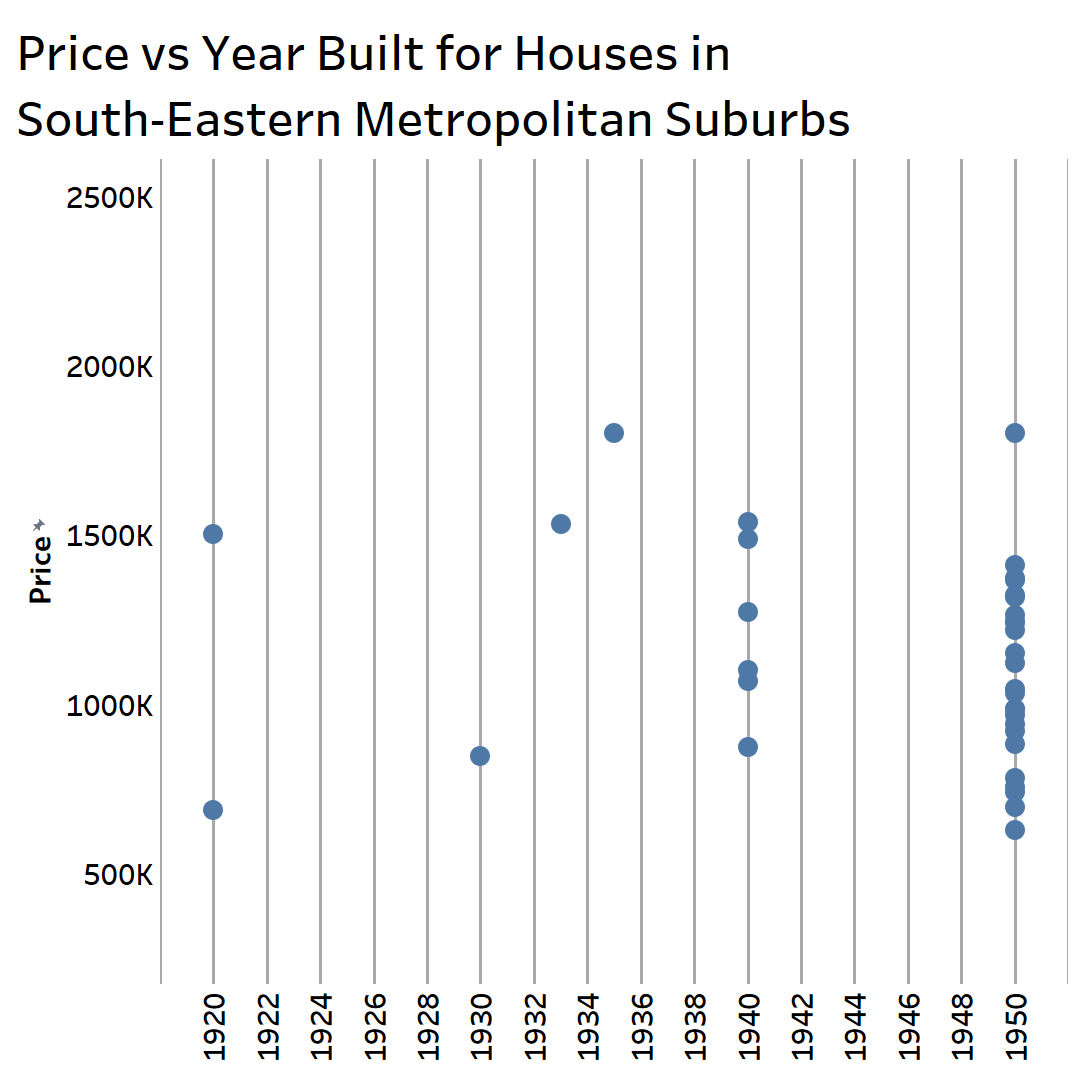 Price vs Year Built for Houses in
South-Eastern Metropolitan Suburbs
2500K
2000K
1500K
1000K
500K
Price
1920
1922
1924
1926
1928
1930
1932
1934
1936
1938
1940
1942
1944
1946
1948
1950